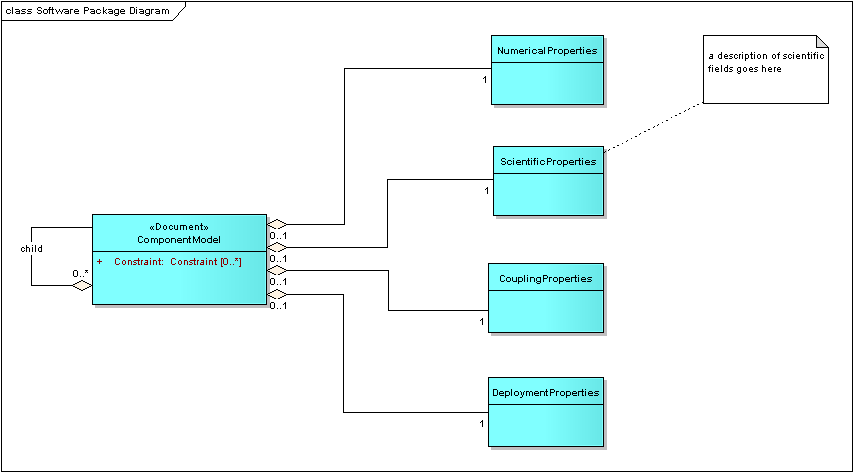 class Software Package Diagram
NumericalProperties
1
a description of scientific
fields goes here
ScientificProperties
1
«Document»
ComponentModel
+ Constraint: Constraint [0..*]
child
0..*
0..1
0..1
0..1
0..1
CouplingProperties
1
DeploymentProperties
1